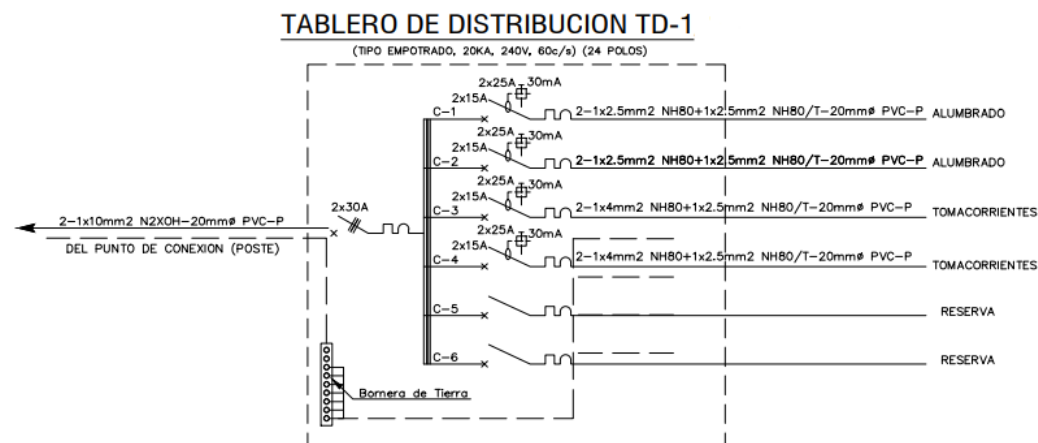 TABLERO DE DISTRIBUCION TD-1
(TIPO EMPOTRADO, 20KA, 240V, 60c/s) (24 POLOS)
2x25A 30mA
2x15A
C-1 2-1x2.5mm2 NH80+1x2.5mm2 NH80/T-20mmø PVC-P ALUMBRADO
2x25A 30mA
2x15A
C-2 2-1x2.5mm2 NH80+1x2.5mm2 NH80/T-20mmø PVC-P ALUMBRADO
2x25A 30mA
2x15A
C-3 2-1x4mm2 NH80+1x2.5mm2 NH80/T-20mmø PVC-P TOMACORRIENTES
2x30A
2-1x10mm2 N2XOH-20mmø PVC-P
DEL PUNTO DE CONEXION (POSTE)
2x25A 30mA
2x15A
C-4 2-1x4mm2 NH80+1x2.5mm2 NH80/T-20mmø PVC-P TOMACORRIENTES
C-5 RESERVA
C-6 RESERVA
Bornera de Tierra